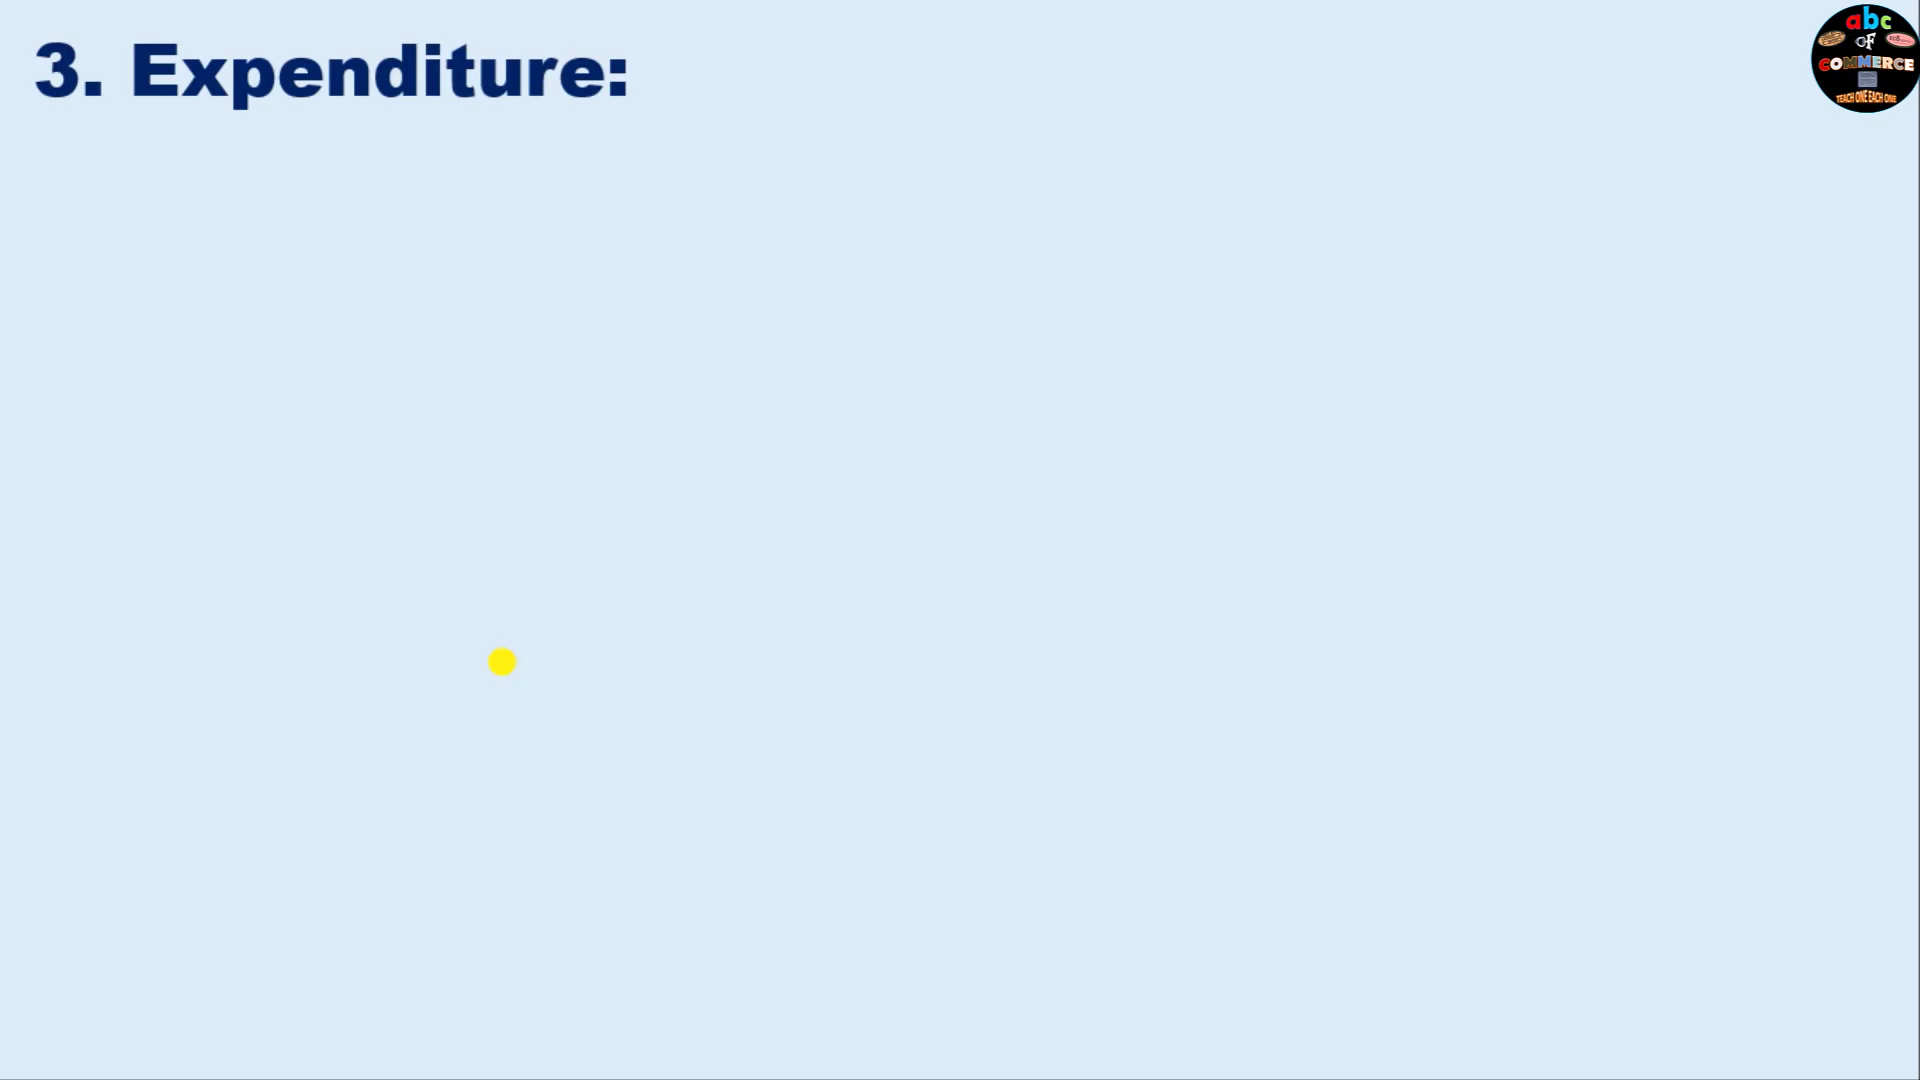 3. Expenditure:
abc
OF
COMMERCE
TEACH ONE EACH ONE